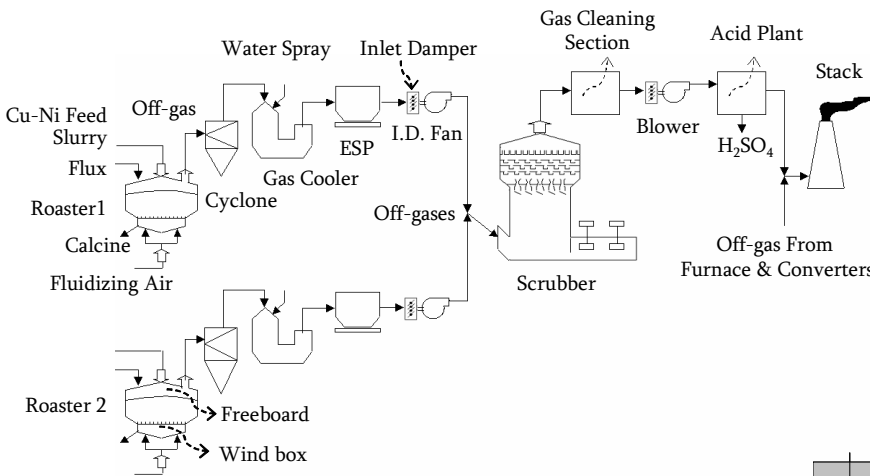 Gas Cleaning
Section
Acid Plant
Water Spray
Inlet Damper
Stack
Cu-Ni Feed
Slurry
Off-gas
Flux
ESP
I.D. Fan
Blower
H₂SO₄
Gas Cooler
Roaster1
Cyclone
Off-gases
Calcine
Off-gas From
Furnace & Converters
Fluidizing Air
Scrubber
Roaster 2
Freeboard
Wind box